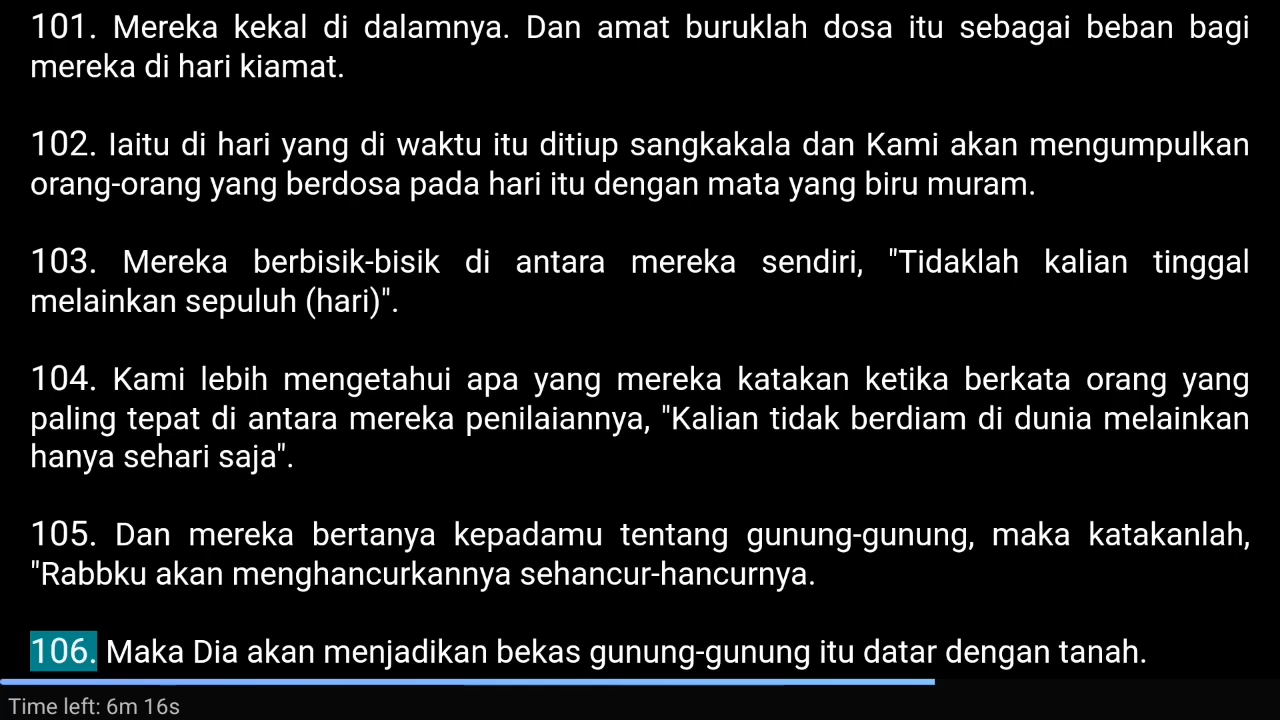 101. Mereka kekal di dalamnya. Dan amat buruklah dosa itu sebagai beban bagi
mereka di hari kiamat.
102. Iaitu di hari yang di waktu itu ditiup sangkakala dan Kami akan mengumpulkan
orang-orang yang berdosa pada hari itu dengan mata yang biru muram.
103. Mereka berbisik-bisik di antara mereka sendiri, "Tidaklah kalian tinggal
melainkan sepuluh (hari)".
104. Kami lebih mengetahui apa yang mereka katakan ketika berkata orang yang
paling tepat di antara mereka penilaiannya, "Kalian tidak berdiam di dunia melainkan
hanya sehari saja".
105. Dan mereka bertanya kepadamu tentang gunung-gunung, maka katakanlah,
"Rabbku akan menghancurkannya sehancur-hancurnya.
106. Maka Dia akan menjadikan bekas gunung-gunung itu datar dengan tanah.
Time left: 6m 16s